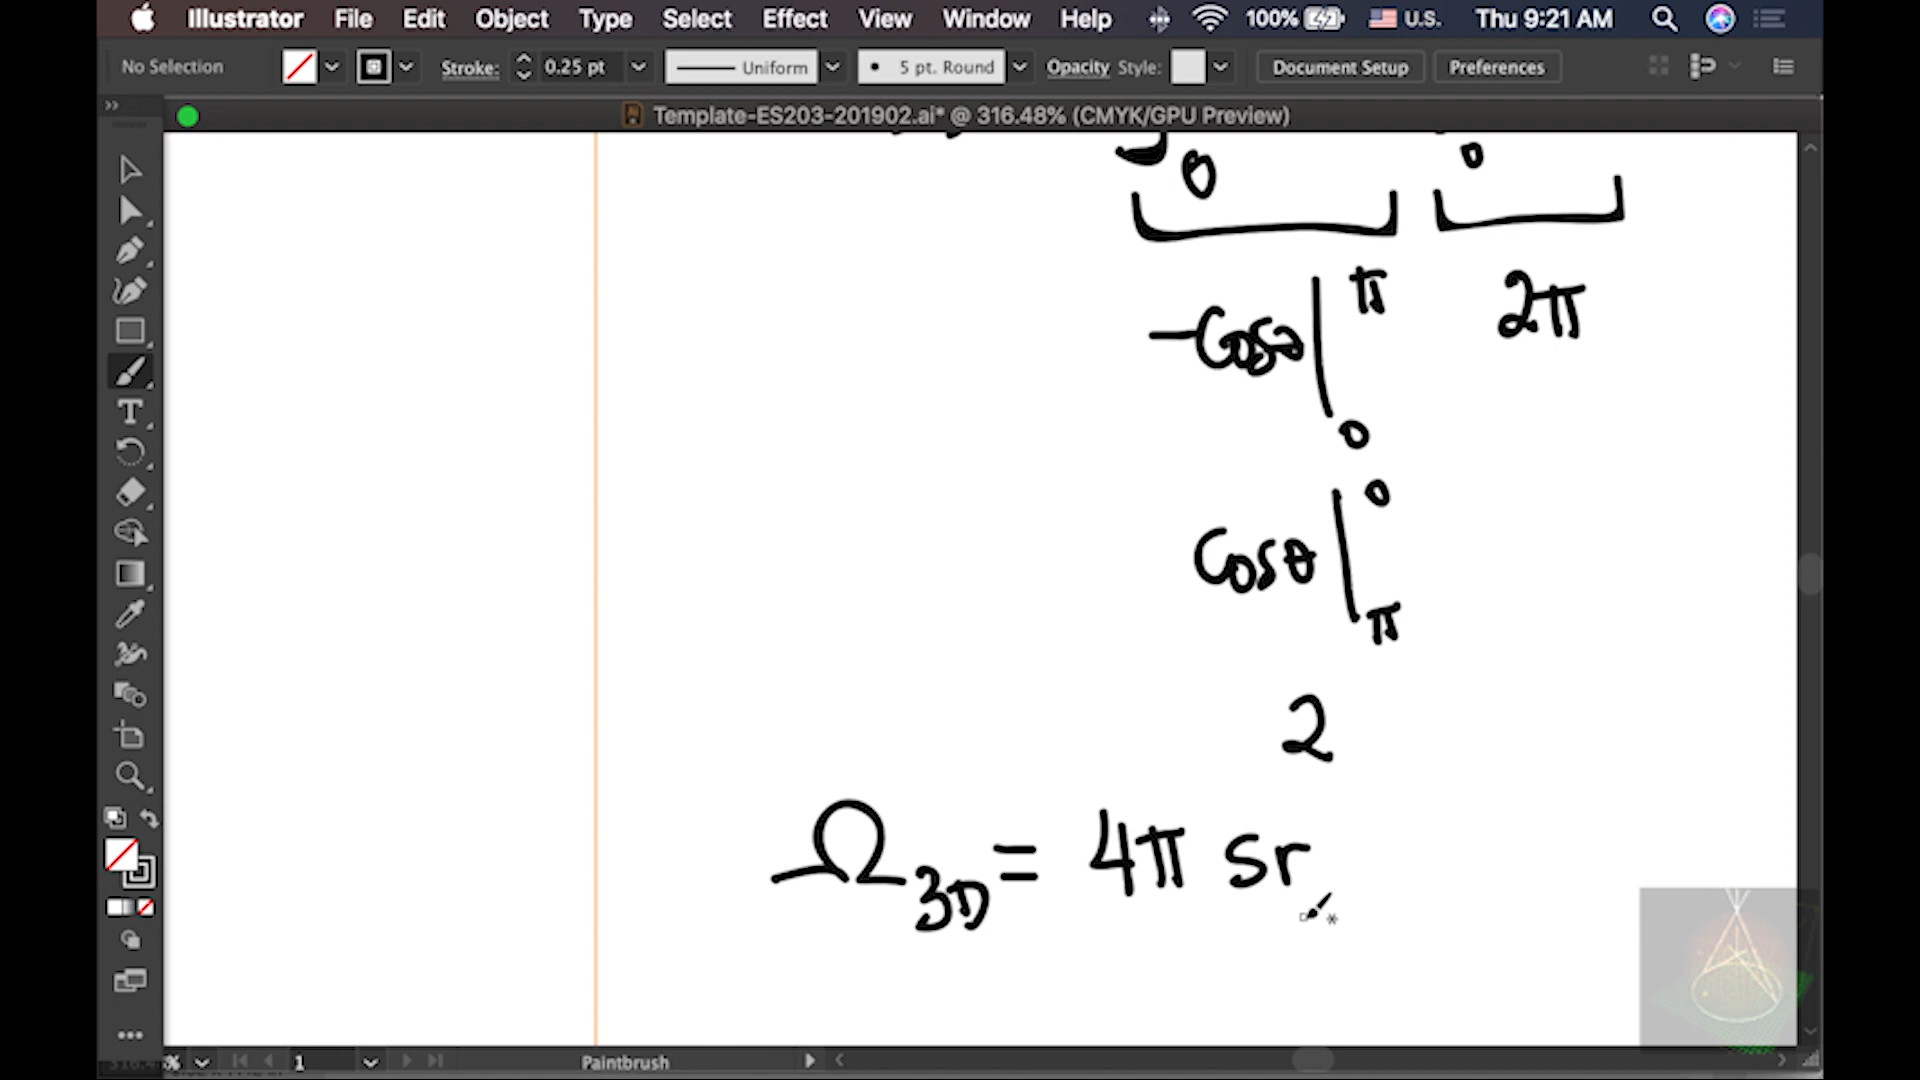 Illustrator File Edit Object Type Select Effect View Window Help 100% U.S. Thu 9:21 AM
No Selection Stroke: 0.25 pt Uniform 5 pt. Round Opacity Style: Document Setup Preferences
Template-ES203-201902.ai* @ 316.48% (CMYK/GPU Preview)
0 0
-Cosθ | π 2π
0
Cosθ | 0
π
2
Ω3D = 4π sr
1 Paintbrush